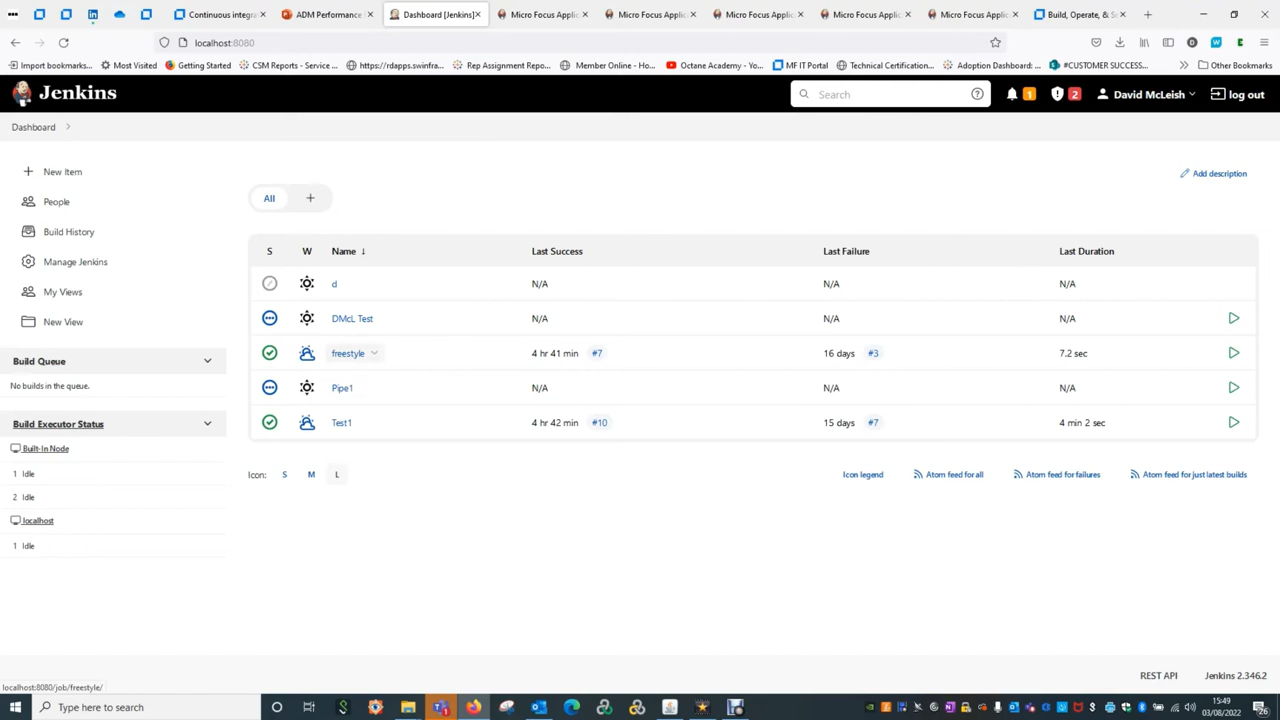 Continuous integra
ADM Performance
Dashboard [Jenkins]
Micro Focus Applic
Micro Focus Applic
Micro Focus Applic
Micro Focus Applic
Micro Focus Applic
Build, Operate, & S
localhost:8080
Import bookmarks...
Most Visited
Getting Started
CSM Reports - Service ...
https://rdapps.swinfra...
Rep Assignment Repo...
Member Online - Ho...
Octane Academy - Yo...
MF IT Portal
Technical Certification...
Adoption Dashboard: ...
#CUSTOMER SUCCESS...
Other Bookmarks
Jenkins
Search
1
2
David McLeish
log out
Dashboard
New Item
People
Build History
Manage Jenkins
My Views
New View
Add description
All +
S W Name ↓ Last Success Last Failure Last Duration
d N/A N/A N/A
DMcL Test N/A N/A N/A
freestyle 4 hr 41 min #7 16 days #3 7.2 sec
Pipe1 N/A N/A N/A
Test1 4 hr 42 min #10 15 days #7 4 min 2 sec
Icon: S M L
Icon legend
Atom feed for all
Atom feed for failures
Atom feed for just latest builds
Build Queue
No builds in the queue.
Build Executor Status
Built-In Node
1 Idle
2 Idle
localhost
1 Idle
REST API
Jenkins 2.346.2
localhost:8080/job/freestyle/
Type here to search
15:49
03/08/2022
26